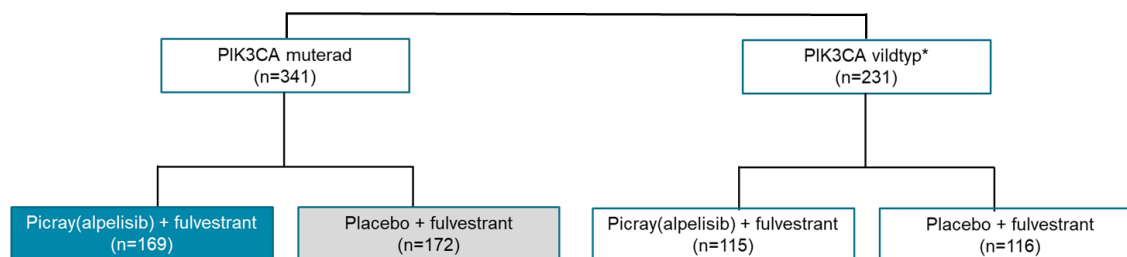 PIK3CA muterad
(n=341)
PIK3CA vildtyp*
(n=231)
Picray(alpelisib) + fulvestrant
(n=169)
Placebo + fulvestrant
(n=172)
Picray(alpelisib) + fulvestrant
(n=115)
Placebo + fulvestrant
(n=116)